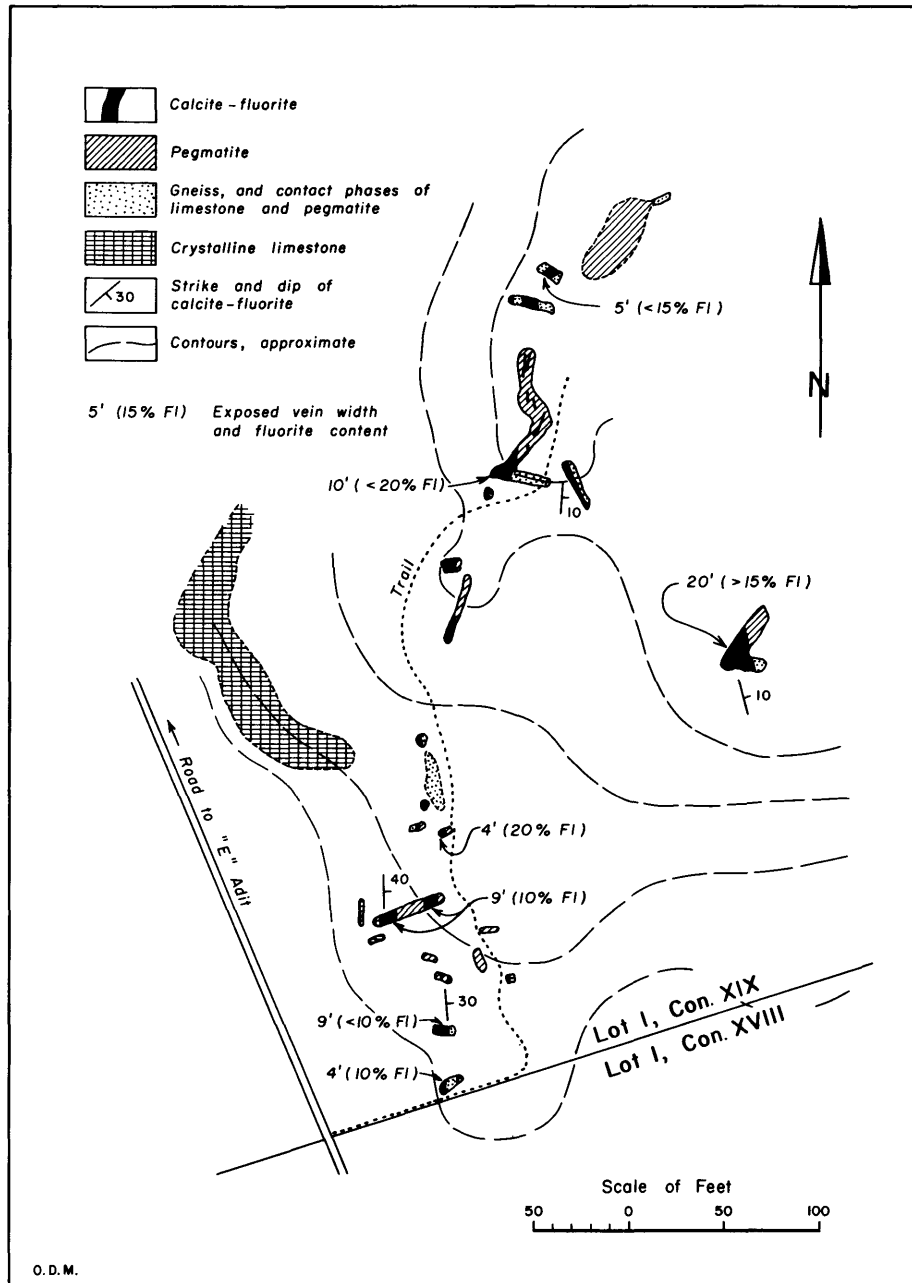 Calcite-fluorite
Pegmatite
Gneiss, and contact phases of
limestone and pegmatite
Crystalline limestone
30
Strike and dip of
calcite-fluorite
Contours, approximate
5' (15% Fl) Exposed vein width
and fluorite content
5' (<15% Fl)
N
10' (<20% Fl)
10
Trail
20' (>15% Fl)
10
Road to "E" Adit
4' (20% Fl)
40
9' (10% Fl)
30
9' (<10% Fl)
Lot I, Con. XIX
Lot I, Con. XVIII
4' (10% Fl)
Scale of Feet
50 0 50 100
O.D.M.